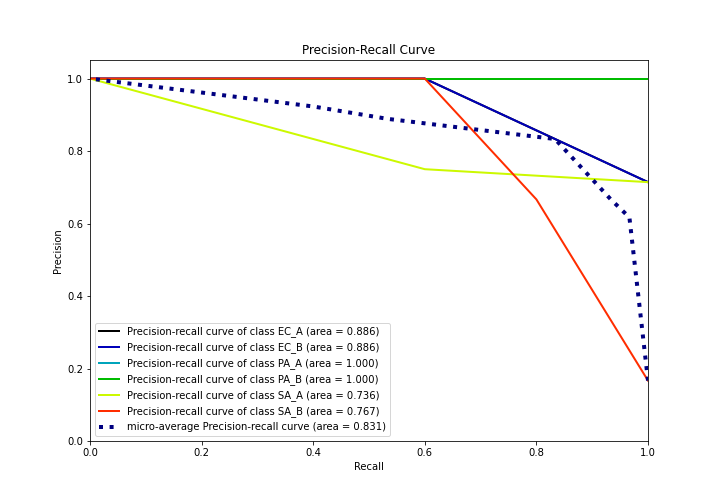 Precision-Recall Curve
Precision
1.0
0.8
0.6
0.4
0.2
0.0
Precision-recall curve of class EC_A (area = 0.886)
Precision-recall curve of class EC_B (area = 0.886)
Precision-recall curve of class PA_A (area = 1.000)
Precision-recall curve of class PA_B (area = 1.000)
Precision-recall curve of class SA_A (area = 0.736)
Precision-recall curve of class SA_B (area = 0.767)
micro-average Precision-recall curve (area = 0.831)
0.0 0.2 0.4 0.6 0.8 1.0
Recall